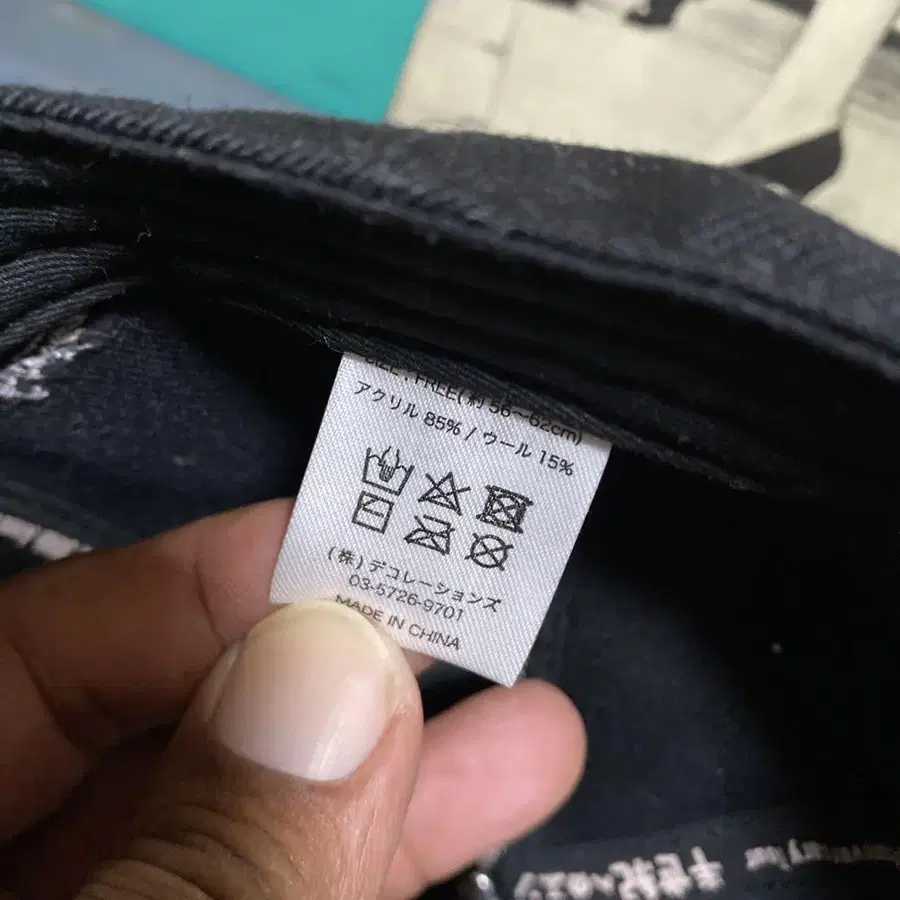 SIZE : FREE(約 56~62cm)
アクリル 85% / ウール 15%
(株)デコレーションズ
03-5726-9701
MADE IN CHINA